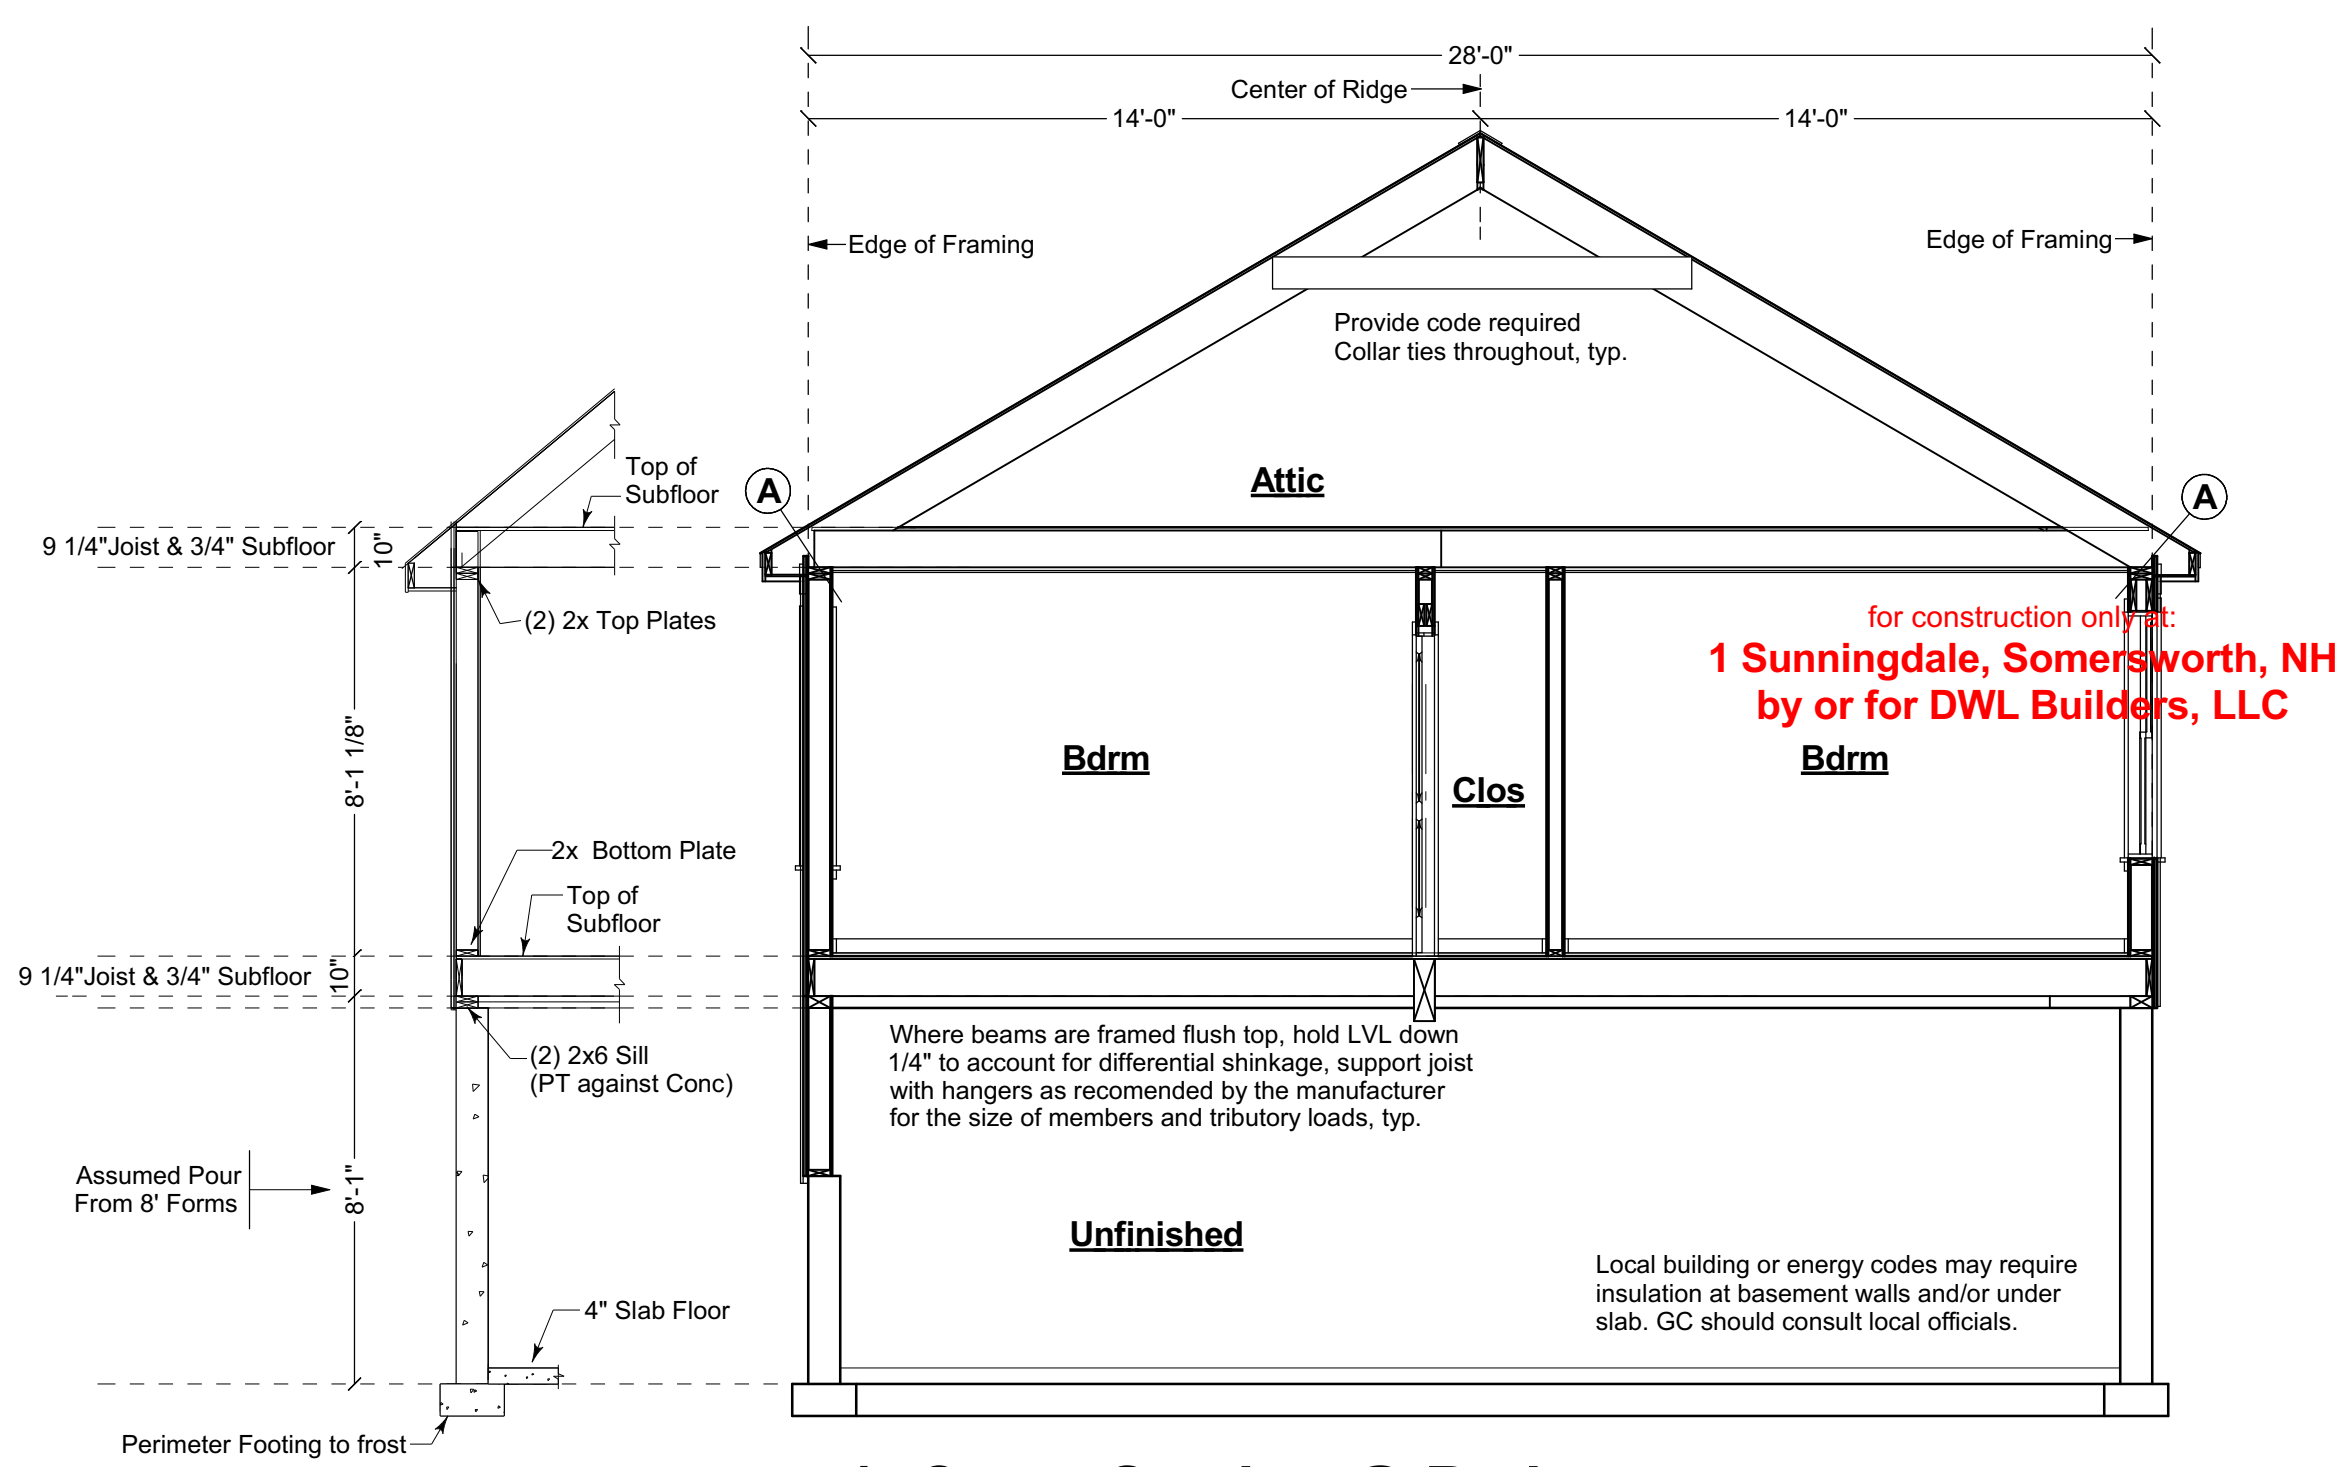 28'-0"
Center of Ridge
14'-0"
14'-0"
Edge of Framing
Edge of Framing
Provide code required
Collar ties throughout, typ.
Top of
Subfloor
A
Attic
A
9 1/4"Joist & 3/4" Subfloor
10"
(2) 2x Top Plates
for construction only at:
1 Sunningdale, Somersworth, NH
by or for DWL Builders, LLC
8'-1 1/8"
Bdrm
Clos
Bdrm
2x Bottom Plate
Top of
Subfloor
9 1/4"Joist & 3/4" Subfloor
10"
(2) 2x6 Sill
(PT against Conc)
Where beams are framed flush top, hold LVL down
1/4" to account for differential shinkage, support joist
with hangers as recomended by the manufacturer
for the size of members and tributory loads, typ.
Assumed Pour
From 8' Forms
8'-1"
Unfinished
Local building or energy codes may require
insulation at basement walls and/or under
slab. GC should consult local officials.
4" Slab Floor
Perimeter Footing to frost